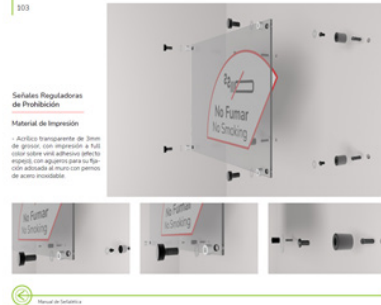 103
Señales Reguladoras
de Prohibición
Material de Impresión
- Acrílico transparente de 3mm
de grosor, con impresión a full
color sobre vinil adhesivo (efecto
espejo), con agujeros para su fija-
ción adosada al muro con pernos
de acero inoxidable.
No Fumar
No Smoking
No Fumar
No Smoking
No Fumar
No Smoking
Manual de Señalética